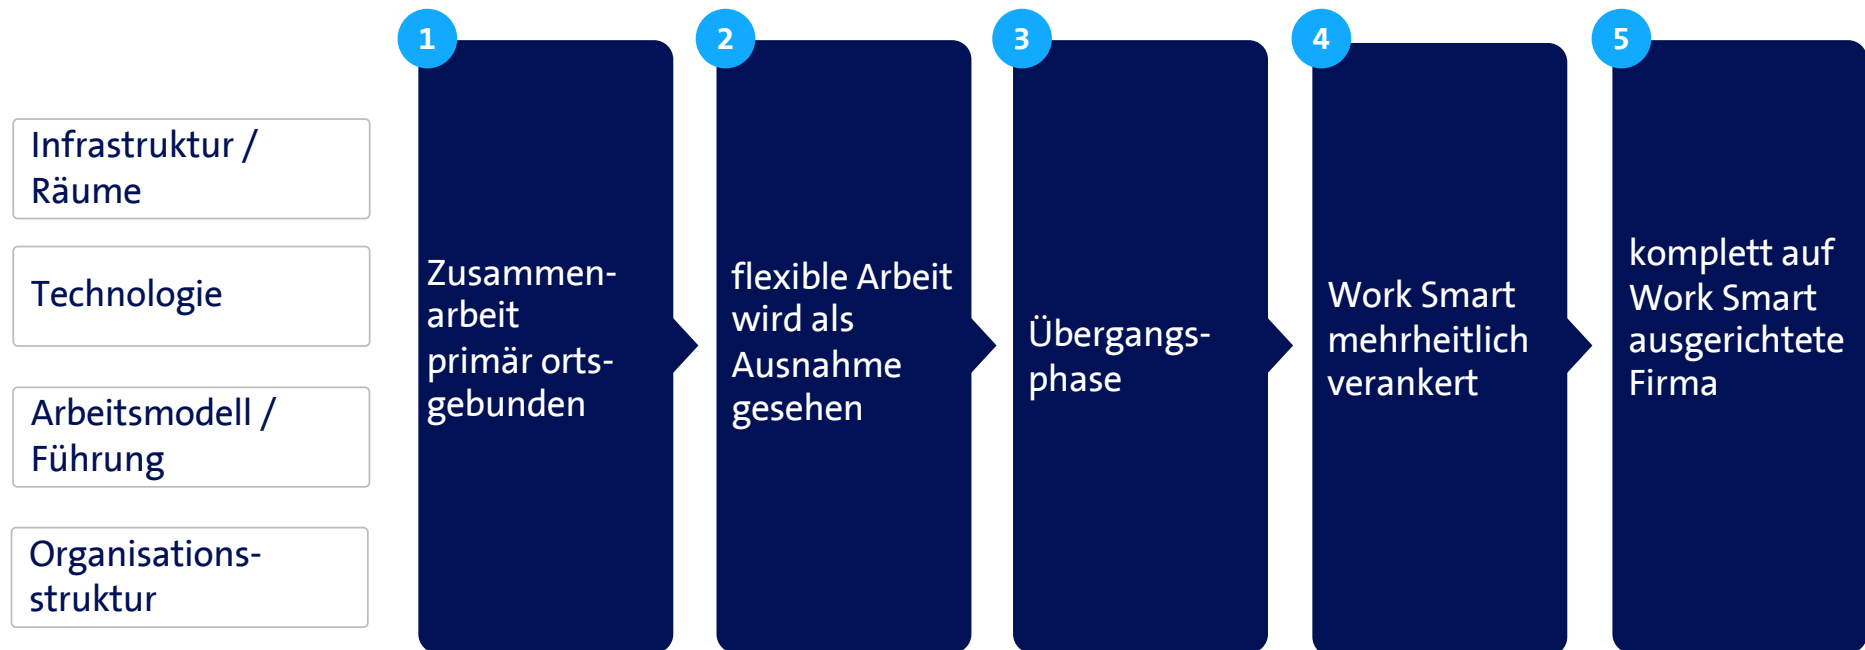 Infrastruktur /
Räume
Technologie
Arbeitsmodell /
Führung
Organisations-
struktur
1
Zusammen-
arbeit
primär orts-
gebunden
2
flexible Arbeit
wird als
Ausnahme
gesehen
3
Übergangs-
phase
4
Work Smart
mehrheitlich
verankert
5
komplett auf
Work Smart
ausgerichtete
Firma